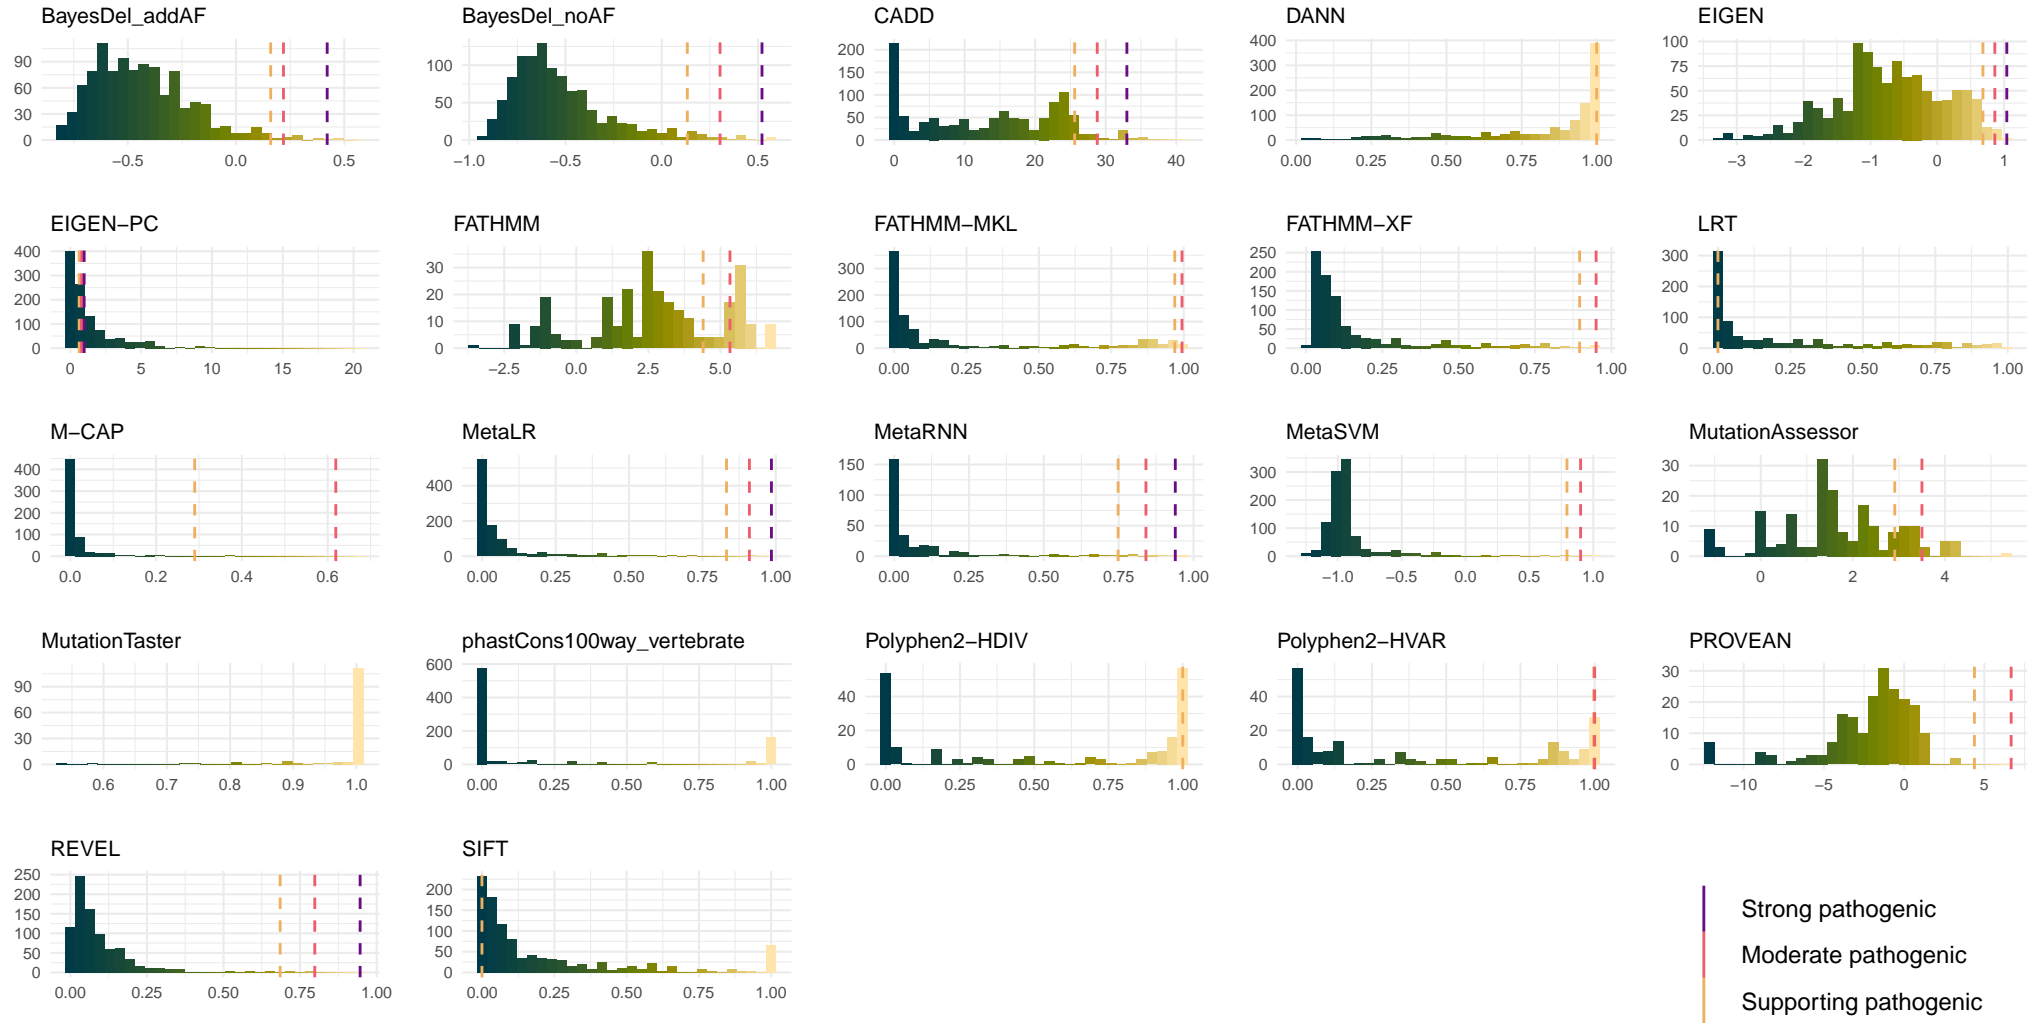 BayesDel_addAF
90
60
30
0
−0.5 0.0 0.5
BayesDel_noAF
100
50
0
−1.0 −0.5 0.0 0.5
CADD
200
150
100
50
0
0 10 20 30 40
DANN
400
300
200
100
0
0.00 0.25 0.50 0.75 1.00
EIGEN
100
75
50
25
0
−3 −2 −1 0 1
EIGEN−PC
400
300
200
100
0
0 5 10 15 20
FATHMM
30
20
10
0
−2.5 0.0 2.5 5.0
FATHMM−MKL
300
200
100
0
0.00 0.25 0.50 0.75 1.00
FATHMM−XF
250
200
150
100
50
0
0.00 0.25 0.50 0.75 1.00
LRT
300
200
100
0
0.00 0.25 0.50 0.75 1.00
M−CAP
400
300
200
100
0
0.0 0.2 0.4 0.6
MetaLR
400
200
0
0.00 0.25 0.50 0.75 1.00
MetaRNN
150
100
50
0
0.00 0.25 0.50 0.75 1.00
MetaSVM
300
200
100
0
−1.0 −0.5 0.0 0.5 1.0
MutationAssessor
30
20
10
0
0 2 4
MutationTaster
90
60
30
0
0.6 0.7 0.8 0.9 1.0
phastCons100way_vertebrate
600
400
200
0
0.00 0.25 0.50 0.75 1.00
Polyphen2−HDIV
40
20
0
0.00 0.25 0.50 0.75 1.00
Polyphen2−HVAR
40
20
0
0.00 0.25 0.50 0.75 1.00
PROVEAN
30
20
10
0
−10 −5 0 5
REVEL
250
200
150
100
50
0
0.00 0.25 0.50 0.75 1.00
SIFT
200
150
100
50
0
0.00 0.25 0.50 0.75 1.00
Strong pathogenic
Moderate pathogenic
Supporting pathogenic